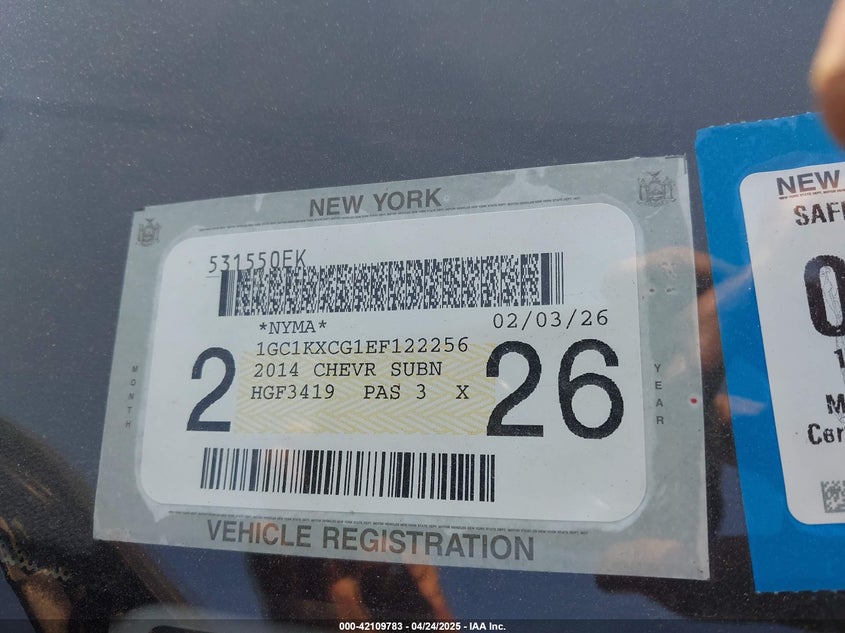 NEW YORK
531550EK
*NYMA* 02/03/26
1GC1KXCG1EF122256
2014 CHEVR SUBN
HGF3419 PAS 3 X
2 26
MONTH
YEAR
VEHICLE REGISTRATION
NEW
SAF
000-42109783 - 04/24/2025 - IAA Inc.